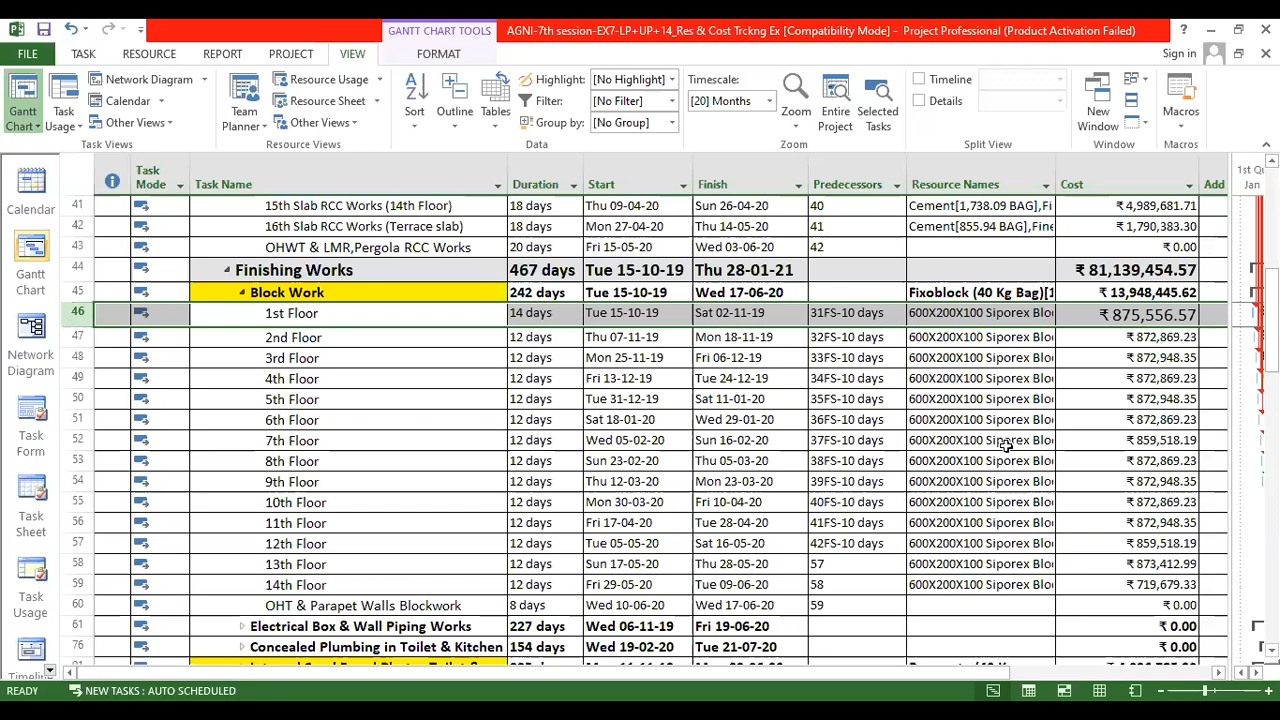 GANTT CHART TOOLS
AGNI-7th session-EX7-LP+UP+14_Res & Cost Trckng Ex [Compatibility Mode] - Project Professional (Product Activation Failed)
FILE TASK RESOURCE REPORT PROJECT VIEW FORMAT Sign in
Gantt Chart
Task Usage
Network Diagram
Calendar
Other Views
Task Views
Team Planner
Resource Usage
Resource Sheet
Other Views
Resource Views
Sort
Outline
Tables
Highlight: [No Highlight]
Filter: [No Filter]
Group by: [No Group]
Data
Timescale:
[20] Months
Zoom
Entire Project
Selected Tasks
Zoom
Timeline
Details
Split View
New Window
Window
Macros
Macros
Calendar
Gantt Chart
Network Diagram
Task Form
Task Sheet
Task Usage
Task Mode Task Name Duration Start Finish Predecessors Resource Names Cost Add
1st Qu
Jan
41 15th Slab RCC Works (14th Floor) 18 days Thu 09-04-20 Sun 26-04-20 40 Cement[1,738.09 BAG],Fi ₹ 4,989,681.71
42 16th Slab RCC Works (Terrace slab) 18 days Mon 27-04-20 Thu 14-05-20 41 Cement[855.94 BAG],Fine ₹ 1,790,383.30
43 OHWT & LMR,Pergola RCC Works 20 days Fri 15-05-20 Wed 03-06-20 42 ₹ 0.00
44 Finishing Works 467 days Tue 15-10-19 Thu 28-01-21 ₹ 81,139,454.57
45 Block Work 242 days Tue 15-10-19 Wed 17-06-20 Fixoblock (40 Kg Bag)[1 ₹ 13,948,445.62
46 1st Floor 14 days Tue 15-10-19 Sat 02-11-19 31FS-10 days 600X200X100 Siporex Blo ₹ 875,556.57
47 2nd Floor 12 days Thu 07-11-19 Mon 18-11-19 32FS-10 days 600X200X100 Siporex Blo ₹ 872,869.23
48 3rd Floor 12 days Mon 25-11-19 Fri 06-12-19 33FS-10 days 600X200X100 Siporex Blo ₹ 872,948.35
49 4th Floor 12 days Fri 13-12-19 Tue 24-12-19 34FS-10 days 600X200X100 Siporex Blo ₹ 872,869.23
50 5th Floor 12 days Tue 31-12-19 Sat 11-01-20 35FS-10 days 600X200X100 Siporex Blo ₹ 872,948.35
51 6th Floor 12 days Sat 18-01-20 Wed 29-01-20 36FS-10 days 600X200X100 Siporex Blo ₹ 872,869.23
52 7th Floor 12 days Wed 05-02-20 Sun 16-02-20 37FS-10 days 600X200X100 Siporex Blo ₹ 859,518.19
53 8th Floor 12 days Sun 23-02-20 Thu 05-03-20 38FS-10 days 600X200X100 Siporex Blo ₹ 872,869.23
54 9th Floor 12 days Thu 12-03-20 Mon 23-03-20 39FS-10 days 600X200X100 Siporex Blo ₹ 872,948.35
55 10th Floor 12 days Mon 30-03-20 Fri 10-04-20 40FS-10 days 600X200X100 Siporex Blo ₹ 872,869.23
56 11th Floor 12 days Fri 17-04-20 Tue 28-04-20 41FS-10 days 600X200X100 Siporex Blo ₹ 872,948.35
57 12th Floor 12 days Tue 05-05-20 Sat 16-05-20 42FS-10 days 600X200X100 Siporex Blo ₹ 859,518.19
58 13th Floor 12 days Sun 17-05-20 Thu 28-05-20 57 600X200X100 Siporex Blo ₹ 873,412.99
59 14th Floor 12 days Fri 29-05-20 Tue 09-06-20 58 600X200X100 Siporex Blo ₹ 719,679.33
60 OHT & Parapet Walls Blockwork 8 days Wed 10-06-20 Wed 17-06-20 59 ₹ 0.00
61 Electrical Box & Wall Piping Works 227 days Wed 06-11-19 Fri 19-06-20 ₹ 0.00
76 Concealed Plumbing in Toilet & Kitchen 154 days Wed 19-02-20 Tue 21-07-20 ₹ 0.00
READY NEW TASKS : AUTO SCHEDULED